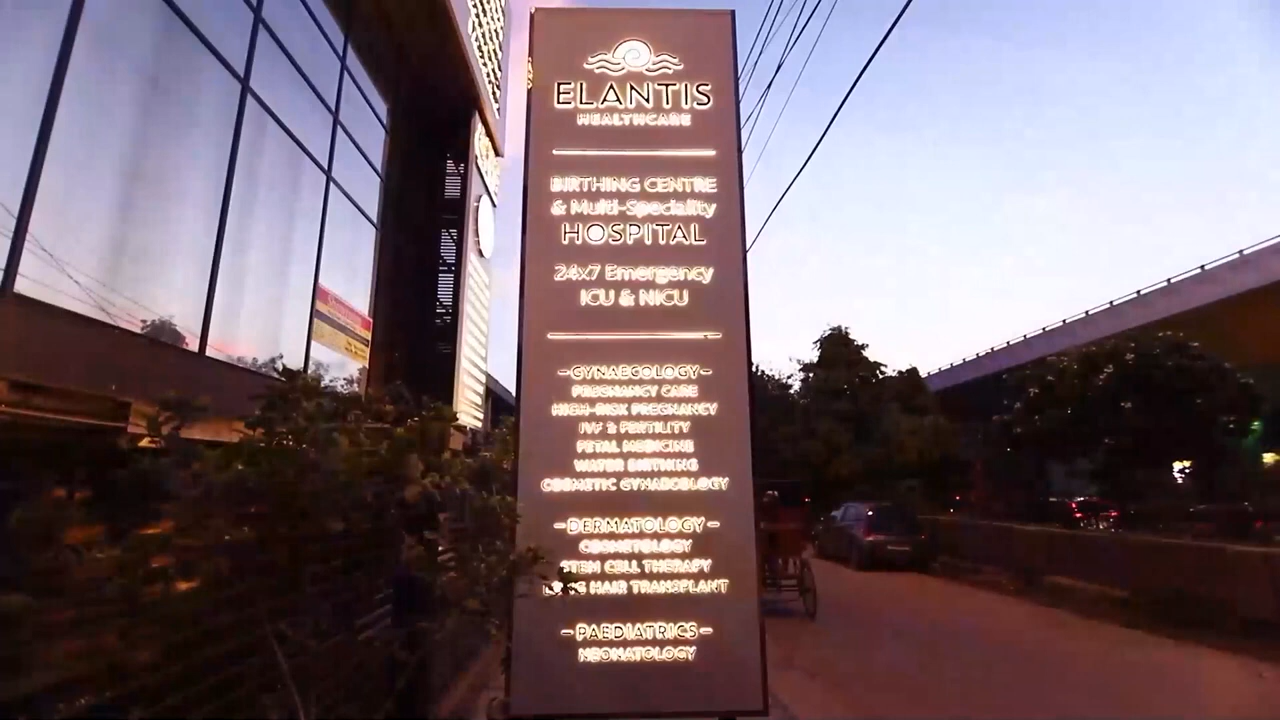 ELANTIS
HEALTHCARE
BIRTHING CENTRE
& Multi-Speciality
HOSPITAL
24x7 Emergency
ICU & NICU
– GYNAECOLOGY –
PREGNANCY CARE
HIGH-RISK PREGNANCY
IVF & FERTILITY
FETAL MEDICINE
WATER BIRTHING
COSMETIC GYNAECOLOGY
– DERMATOLOGY –
COSMETOLOGY
STEM CELL THERAPY
LONG HAIR TRANSPLANT
– PAEDIATRICS –
NEONATOLOGY